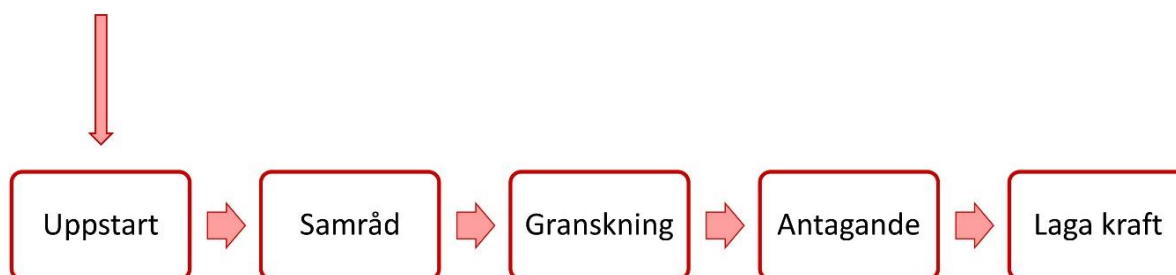 Uppstart
Samråd
Granskning
Antagande
Laga kraft